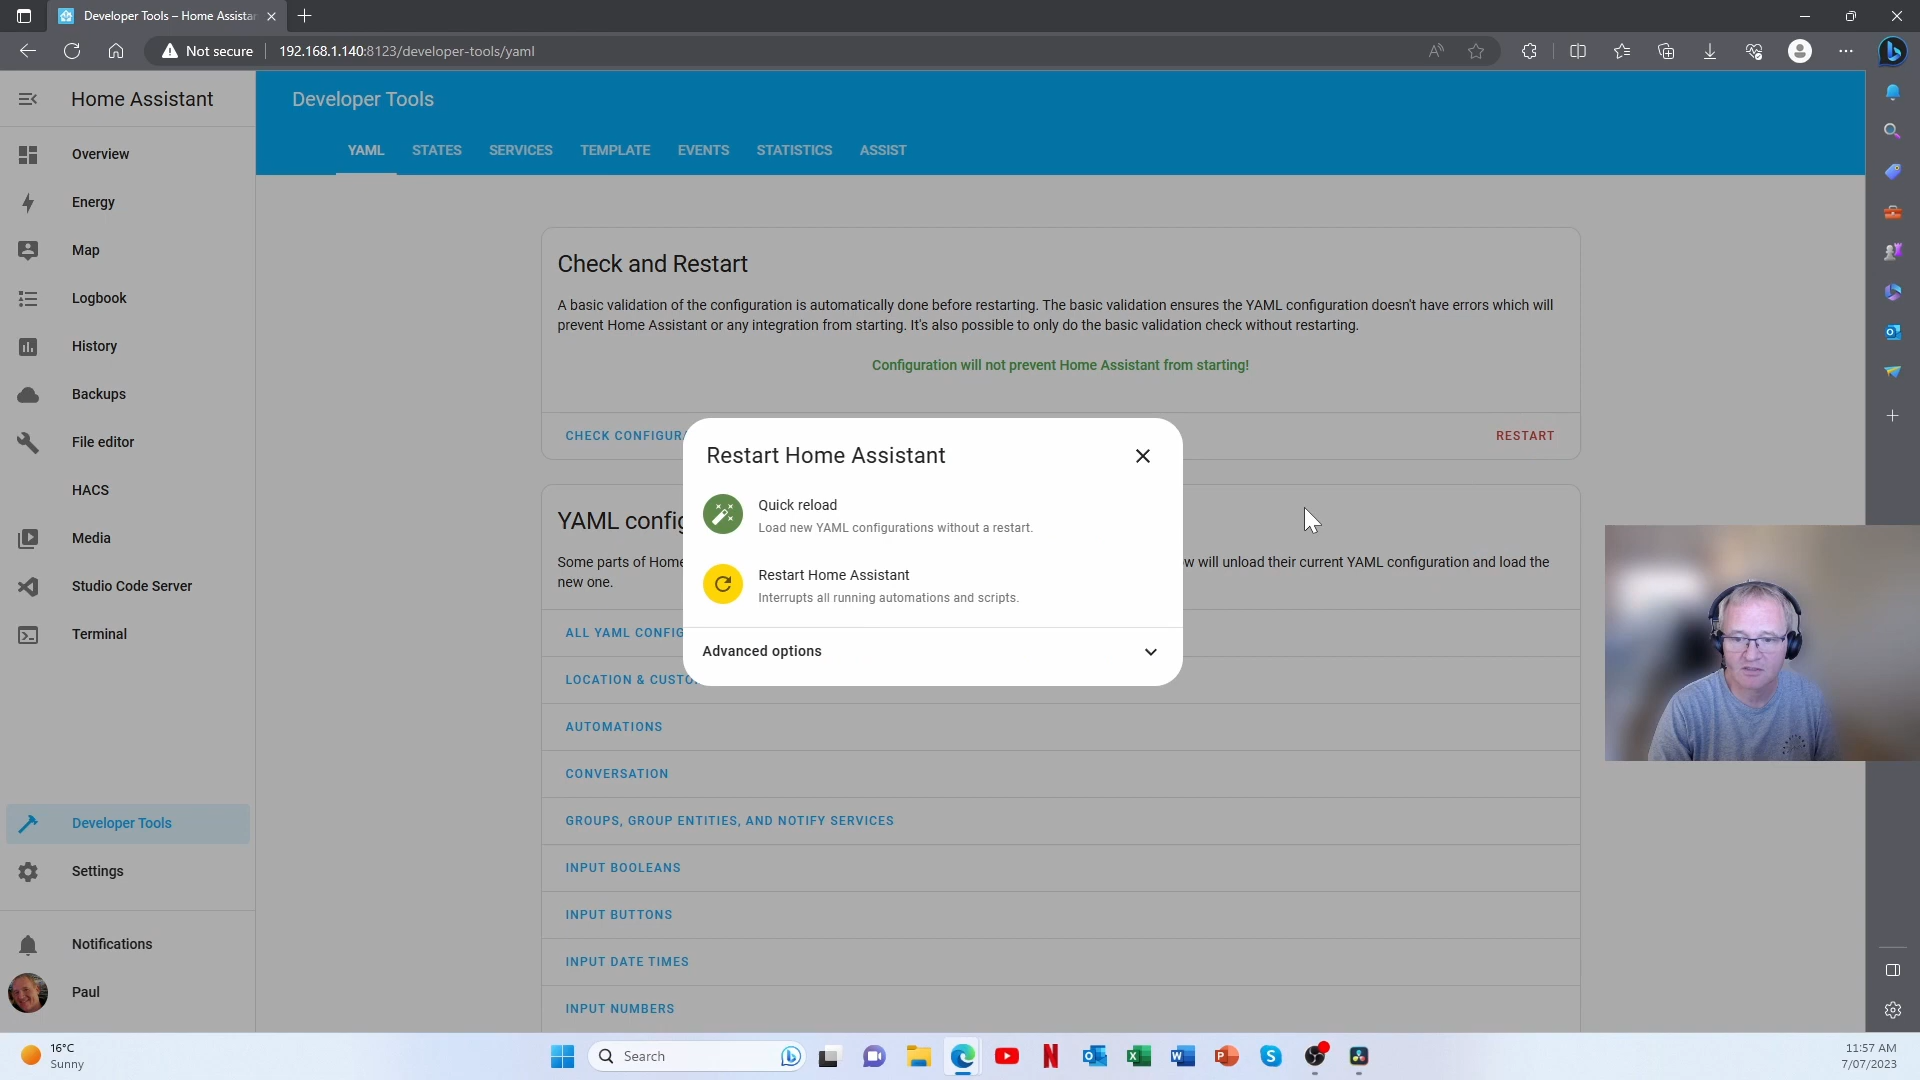 Developer Tools – Home Assistan
Not secure
192.168.1.140:8123/developer-tools/yaml
Home Assistant
Developer Tools
YAML STATES SERVICES TEMPLATE EVENTS STATISTICS ASSIST
Overview
Energy
Map
Logbook
History
Backups
File editor
HACS
Media
Studio Code Server
Terminal
Developer Tools
Settings
Notifications
Paul
Check and Restart
A basic validation of the configuration is automatically done before restarting. The basic validation ensures the YAML configuration doesn't have errors which will
prevent Home Assistant or any integration from starting. It's also possible to only do the basic validation check without restarting.
Configuration will not prevent Home Assistant from starting!
CHECK CONFIGURA
RESTART
Restart Home Assistant
Quick reload
Load new YAML configurations without a restart.
Restart Home Assistant
Interrupts all running automations and scripts.
Advanced options
YAML config
Some parts of Home
w will unload their current YAML configuration and load the
new one.
ALL YAML CONFIG
LOCATION & CUSTO
AUTOMATIONS
CONVERSATION
GROUPS, GROUP ENTITIES, AND NOTIFY SERVICES
INPUT BOOLEANS
INPUT BUTTONS
INPUT DATE TIMES
INPUT NUMBERS
16°C
Sunny
Search
11:57 AM
7/07/2023